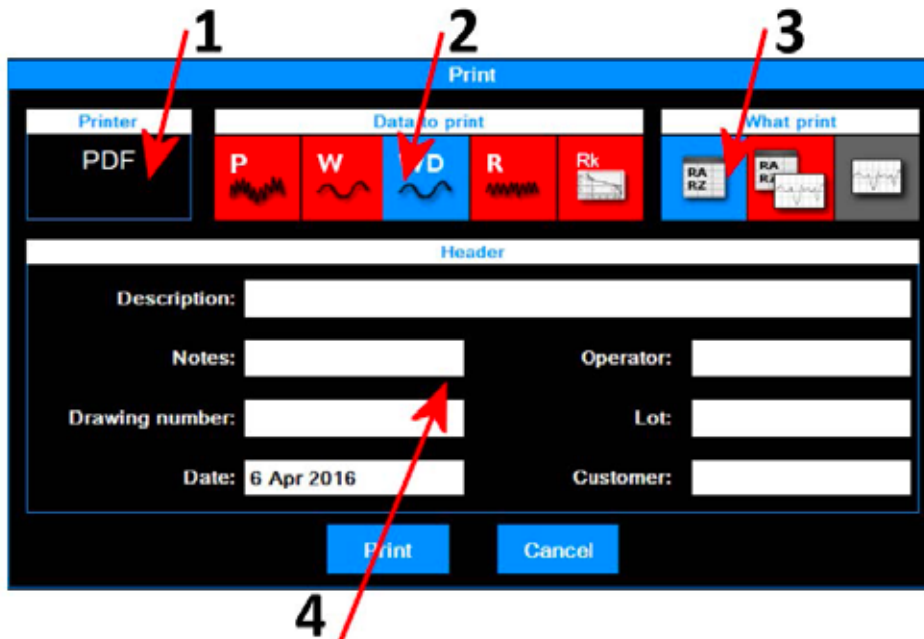 1 2 3
Print
Printer Data to print What print
PDF P W WD R Rk RA RZ RA RZ
Header
Description:
Notes: Operator:
Drawing number: Lot:
Date: 6 Apr 2016 Customer:
Print Cancel
4